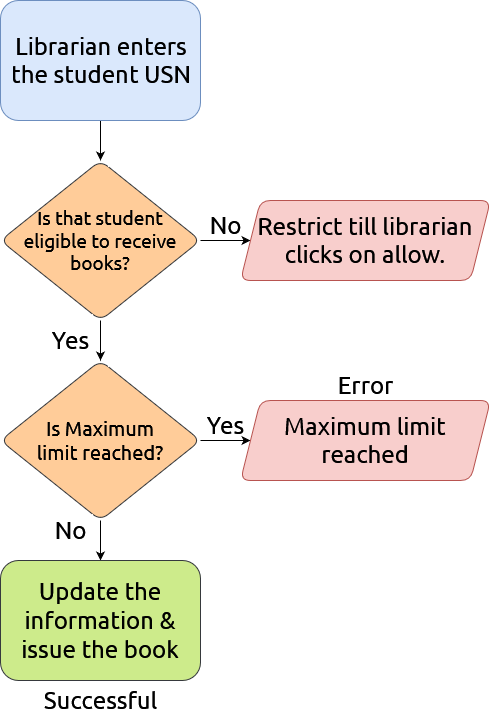 Librarian enters
the student USN
Is that student
eligible to receive
books?
No
Restrict till librarian
clicks on allow.
Yes
Error
Is Maximum
limit reached?
Yes
Maximum limit
reached
No
Update the
information &
issue the book
Successful